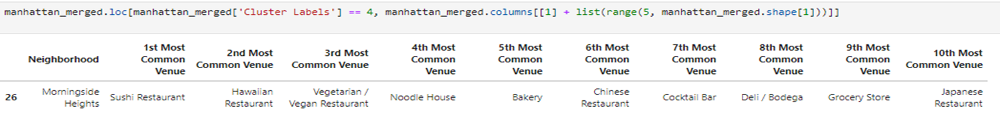 manhattan_merged.loc[manhattan_merged['Cluster Labels'] == 4, manhattan_merged.columns[[1] + list(range(5, manhattan_merged.shape[1]))]]
Neighborhood 1st Most Common Venue 2nd Most Common Venue 3rd Most Common Venue 4th Most Common Venue 5th Most Common Venue 6th Most Common Venue 7th Most Common Venue 8th Most Common Venue 9th Most Common Venue 10th Most Common Venue
26 Morningside Heights Sushi Restaurant Hawaiian Restaurant Vegetarian / Vegan Restaurant Noodle House Bakery Chinese Restaurant Cocktail Bar Deli / Bodega Grocery Store Japanese Restaurant